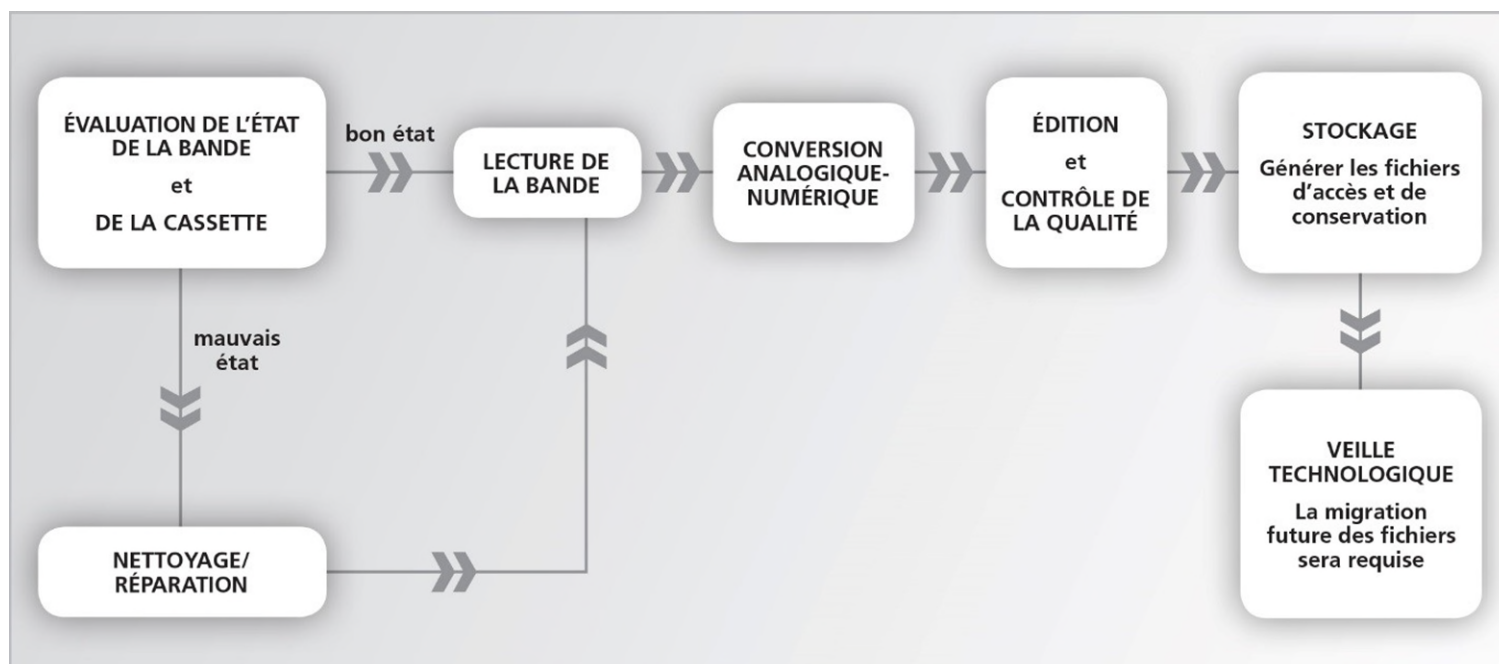 ÉVALUATION DE L’ÉTAT
DE LA BANDE
et
DE LA CASSETTE
bon état
LECTURE DE
LA BANDE
CONVERSION
ANALOGIQUE-
NUMÉRIQUE
ÉDITION
et
CONTRÔLE DE
LA QUALITÉ
STOCKAGE
Générer les fichiers
d’accès et de
conservation
mauvais
état
NETTOYAGE/
RÉPARATION
VEILLE
TECHNOLOGIQUE
La migration
future des fichiers
sera requise